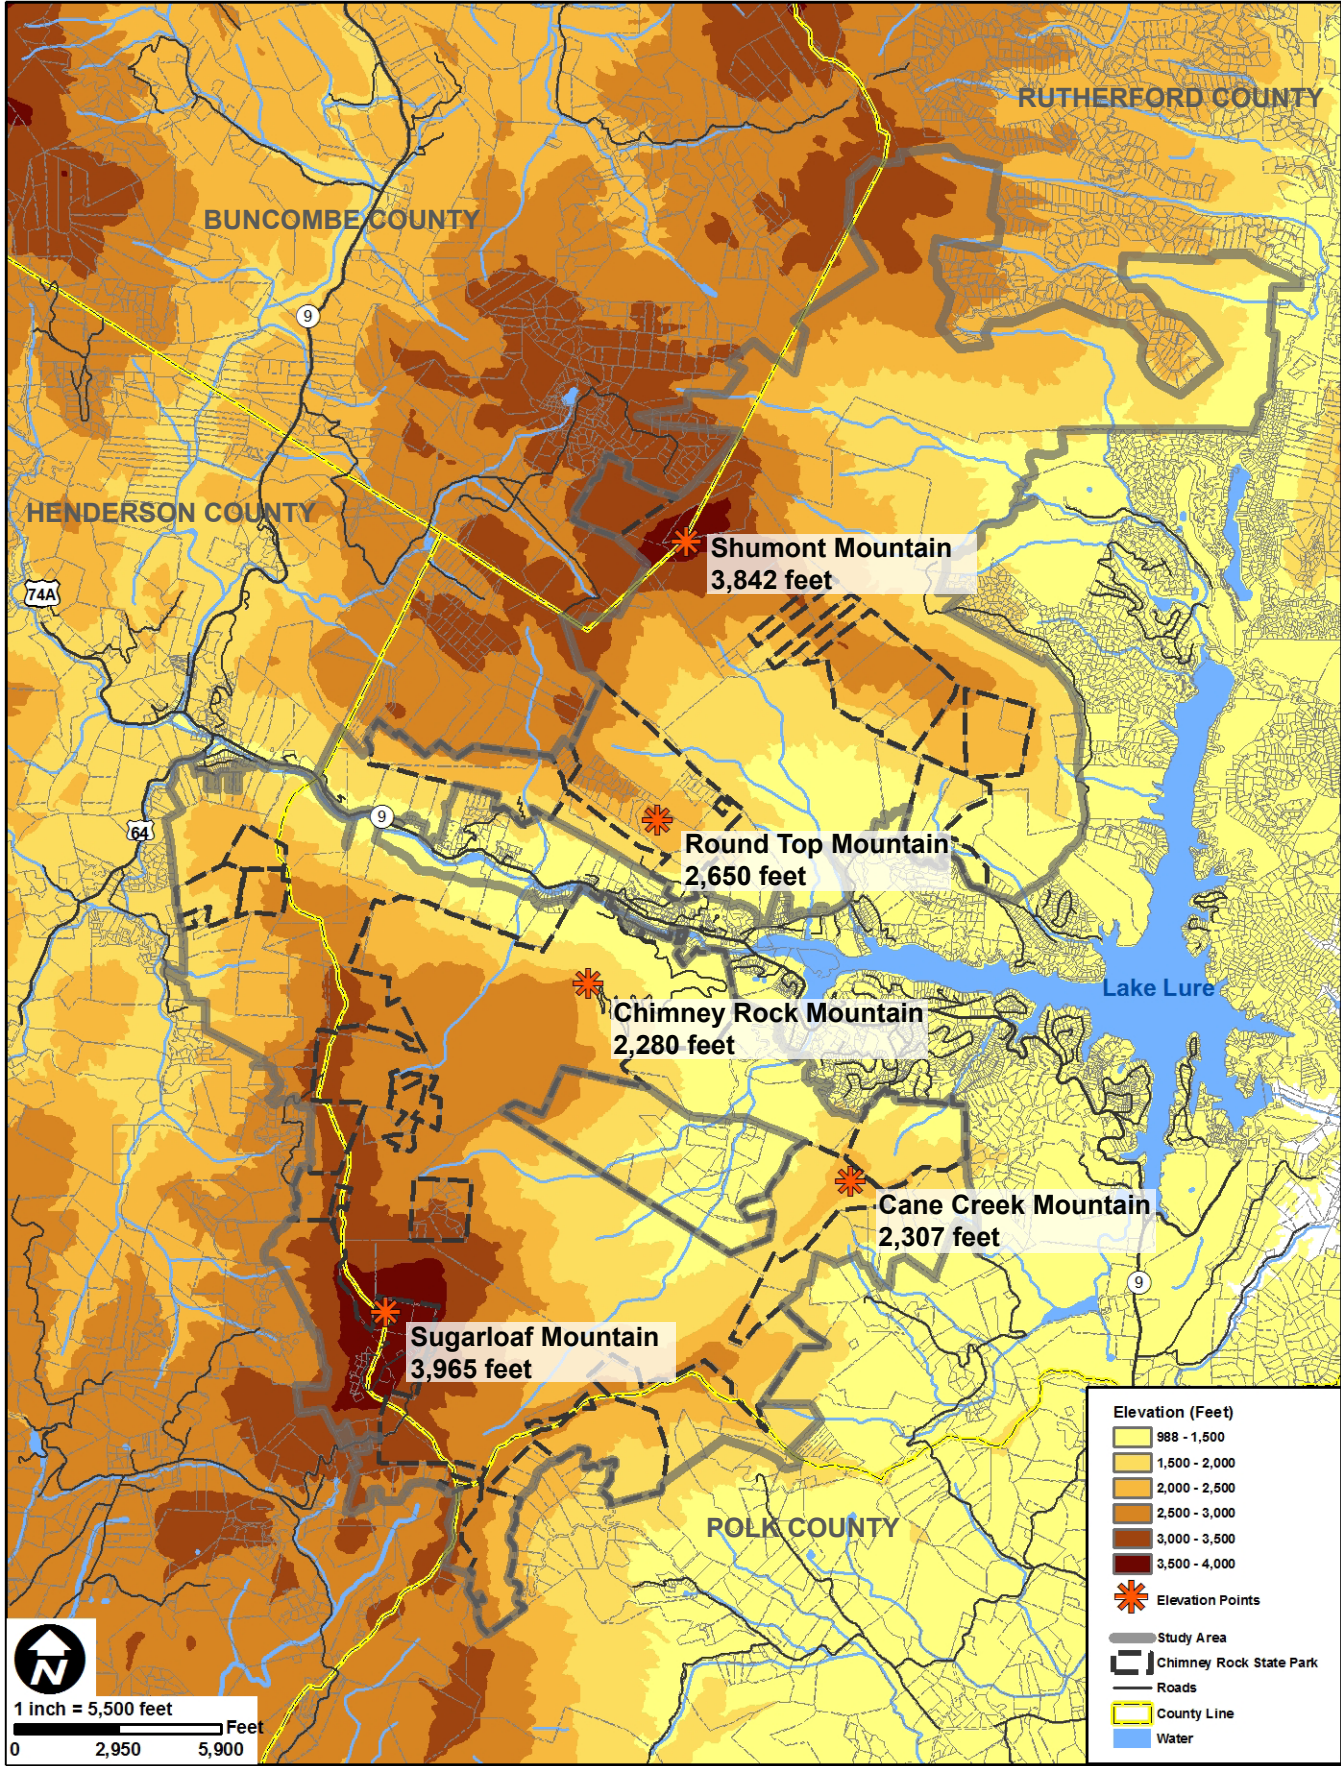 RUTHERFORD COUNTY
BUNCOMBE COUNTY
9
HENDERSON COUNTY
Shumont Mountain
3,842 feet
74A
9
64
Round Top Mountain
2,650 feet
Lake Lure
Chimney Rock Mountain
2,280 feet
Cane Creek Mountain
2,307 feet
9
Sugarloaf Mountain
3,965 feet
POLK COUNTY
Elevation (Feet)
988 - 1,500
1,500 - 2,000
2,000 - 2,500
2,500 - 3,000
3,000 - 3,500
3,500 - 4,000
Elevation Points
Study Area
Chimney Rock State Park
Roads
County Line
Water
N
1 inch = 5,500 feet
Feet
0 2,950 5,900